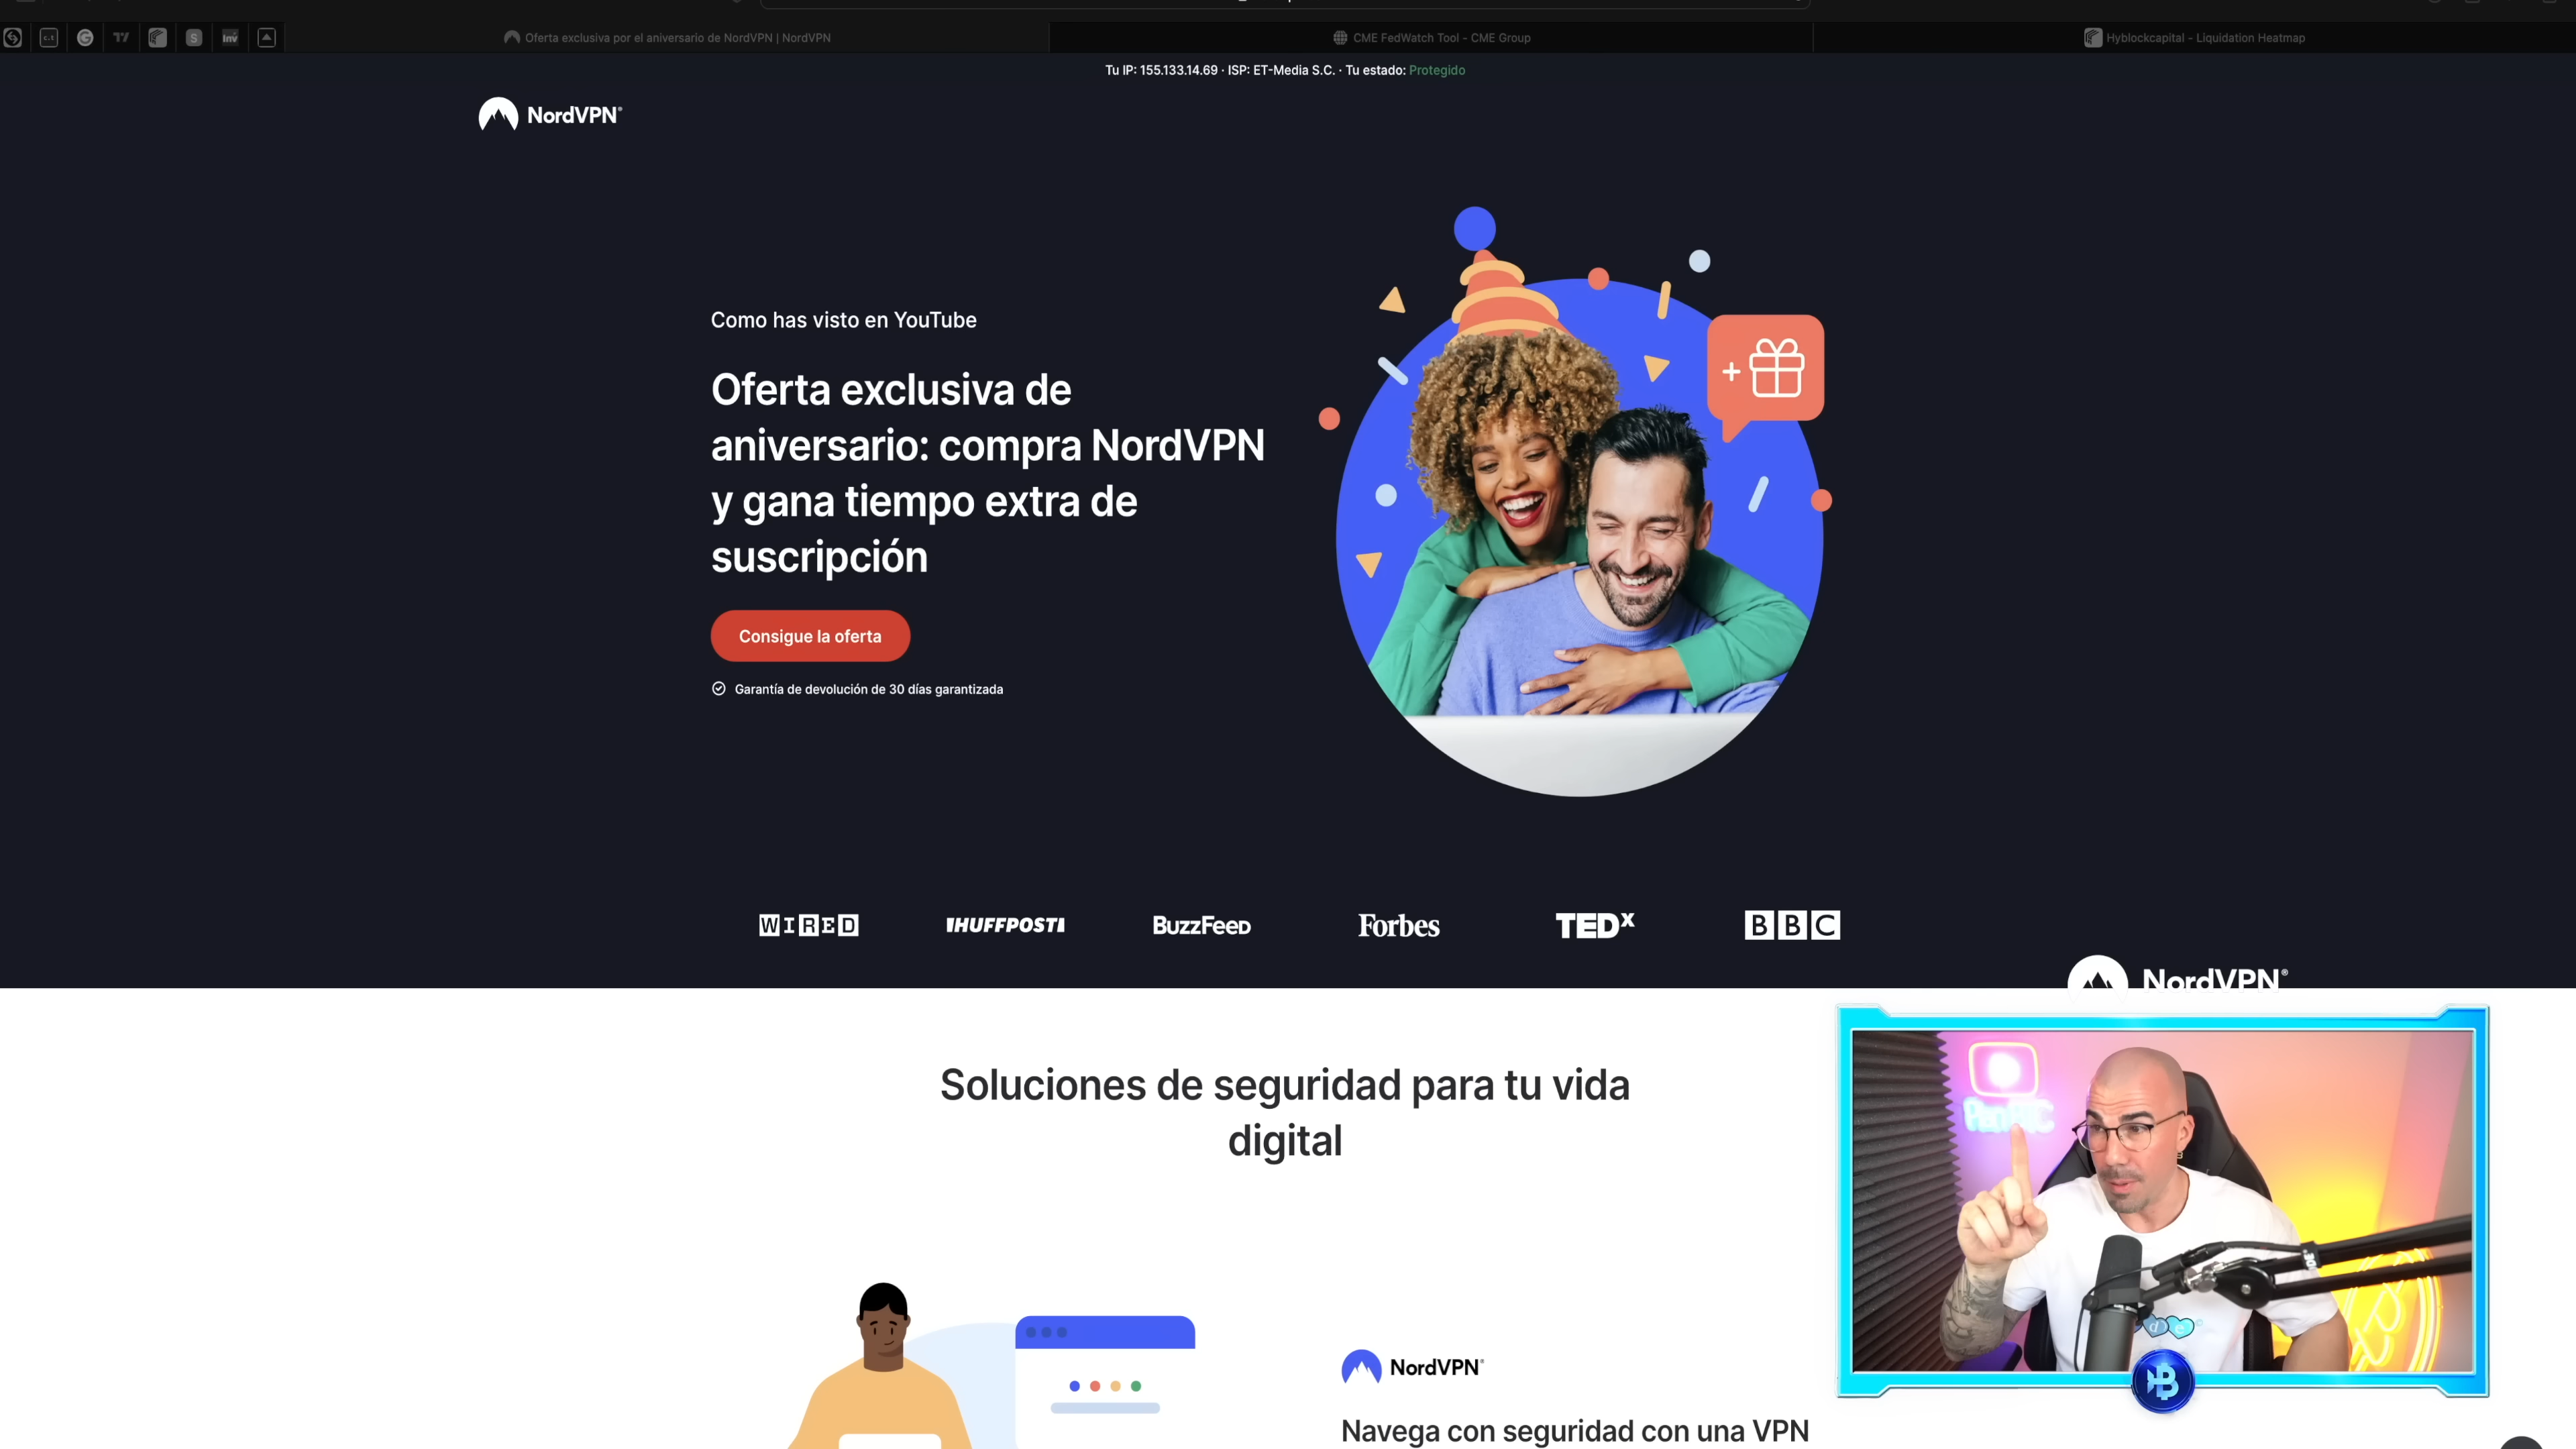 Oferta exclusiva por el aniversario de NordVPN | NordVPN
CME FedWatch Tool - CME Group
Hyblockcapital - Liquidation Heatmap
Tu IP: 155.133.14.69 · ISP: ET-Media S.C. · Tu estado: Protegido
NordVPN®
Como has visto en YouTube
Oferta exclusiva de
aniversario: compra NordVPN
y gana tiempo extra de
suscripción
Consigue la oferta
Garantía de devolución de 30 días garantizada
WIRED
HUFFPOST
BuzzFeed
Forbes
TEDx
BBC
NordVPN®
Soluciones de seguridad para tu vida
digital
NordVPN®
Navega con seguridad con una VPN